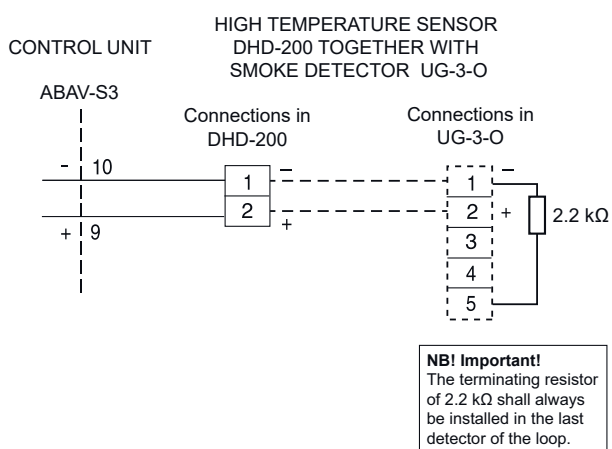 HIGH TEMPERATURE SENSOR
DHD-200 TOGETHER WITH
SMOKE DETECTOR UG-3-O
CONTROL UNIT
ABAV-S3
Connections in
DHD-200
Connections in
UG-3-O
- 10
+ 9
1 -
2 +
1 -
2 +
3
4
5
2.2 kΩ
NB! Important!
The terminating resistor
of 2.2 kΩ shall always
be installed in the last
detector of the loop.